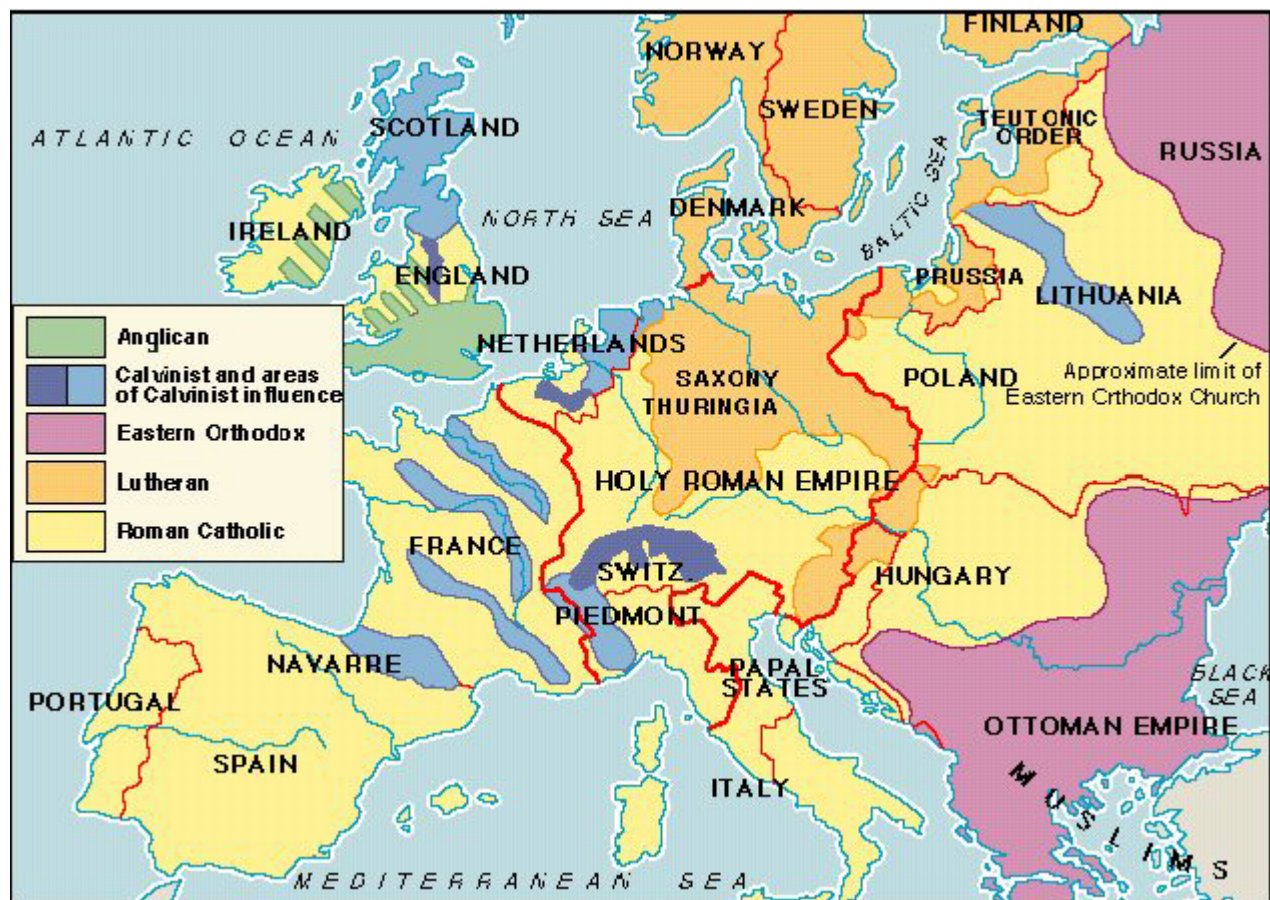 NORWAY
FINLAND
SWEDEN
TEUTONIC
ORDER
RUSSIA
ATLANTIC OCEAN
SCOTLAND
NORTH SEA
DENMARK
BALTIC SEA
IRELAND
ENGLAND
PRUSSIA
LITHUANIA
Anglican
Calvinist and areas
of Calvinist influence
Eastern Orthodox
Lutheran
Roman Catholic
NETHERLANDS
SAXONY
THURINGIA
POLAND
Approximate limit of
Eastern Orthodox Church
HOLY ROMAN EMPIRE
FRANCE
SWITZ.
HUNGARY
PIEDMONT
NAVARRE
PAPAL
STATES
BLACK
SEA
PORTUGAL
OTTOMAN EMPIRE
SPAIN
ITALY
MUSLIMS
MEDITERRANEAN SEA